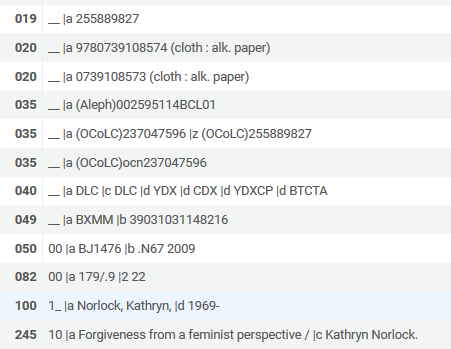 019 __ |a 255889827
020 __ |a 9780739108574 (cloth : alk. paper)
020 __ |a 0739108573 (cloth : alk. paper)
035 __ |a (Aleph)002595114BCL01
035 __ |a (OCoLC)237047596 |z (OCoLC)255889827
035 __ |a (OCoLC)ocn237047596
040 __ |a DLC |c DLC |d YDX |d CDX |d YDXCP |d BTCTA
049 __ |a BXMM |b 39031031148216
050 00 |a BJ1476 |b .N67 2009
082 00 |a 179/.9 |2 22
100 1_ |a Norlock, Kathryn, |d 1969-
245 10 |a Forgiveness from a feminist perspective / |c Kathryn Norlock.